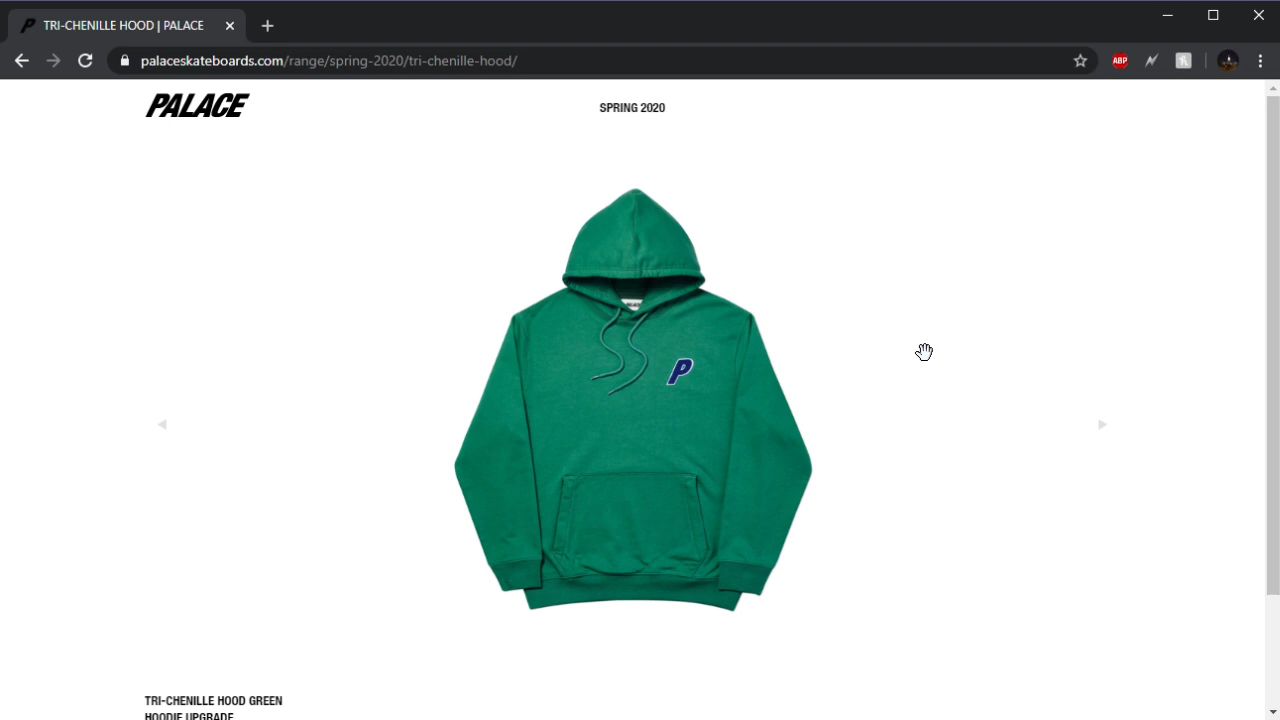 TRI-CHENILLE HOOD | PALACE
palaceskateboards.com/range/spring-2020/tri-chenille-hood/
ABP
PALACE
SPRING 2020
P
TRI-CHENILLE HOOD GREEN
HOODIE UPGRADE